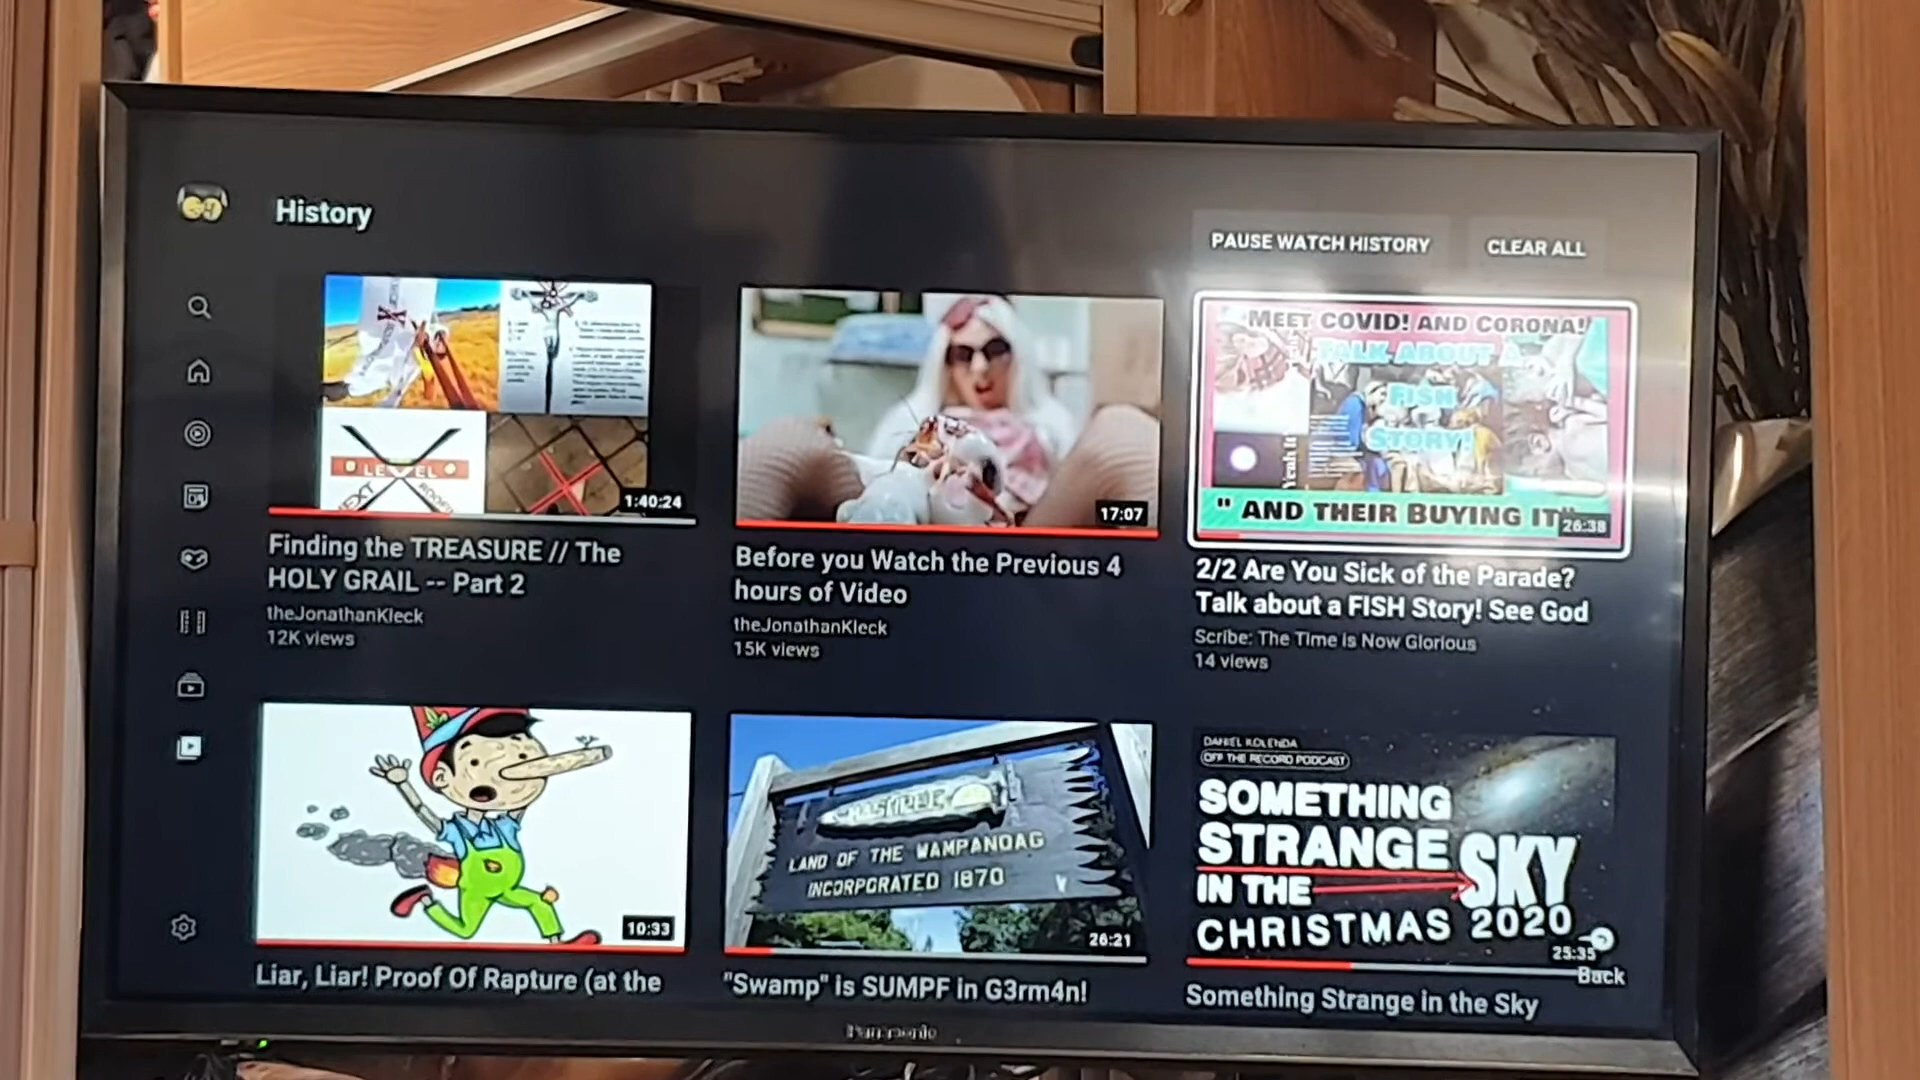 History
PAUSE WATCH HISTORY
CLEAR ALL
LEVEL
NEXT
1:40:24
Finding the TREASURE // The
HOLY GRAIL -- Part 2
theJonathanKleck
12K views
17:07
Before you Watch the Previous 4
hours of Video
theJonathanKleck
15K views
MEET COVID! AND CORONA!
TALK ABOUT A
FISH
STORY!
" AND THEIR BUYING IT"
26:38
2/2 Are You Sick of the Parade?
Talk about a FISH Story! See God
Scribe: The Time is Now Glorious
14 views
10:33
Liar, Liar! Proof Of Rapture (at the
LAND OF THE WAMPANOAG
INCORPORATED 1870
26:21
"Swamp" is SUMPF in G3rm4n!
DANIEL KOLENDA
OFF THE RECORD PODCAST
SOMETHING
STRANGE
IN THE SKY
CHRISTMAS 2020
25:35
Back
Something Strange in the Sky
Panasonic